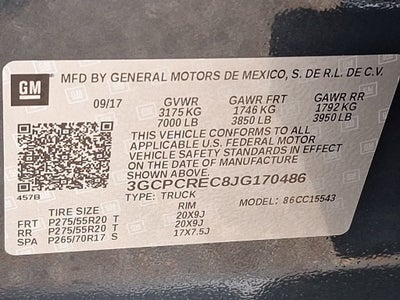 GM
MFD BY GENERAL MOTORS DE MEXICO, S. DE R.L. DE C.V.
09/17 GVWR GAWR FRT GAWR RR
3175 KG 1746 KG 1792 KG
7000 LB 3850 LB 3950 LB
THIS VEHICLE CONFORMS TO ALL
APPLICABLE U.S. FEDERAL MOTOR
VEHICLE SAFETY STANDARDS IN EFFECT
ON THE DATE OF MANUFACTURE
SHOWN ABOVE.
3GCPCREC8JG170486
457B TYPE: TRUCK MODEL: 86CC15543
TIRE SIZE RIM
FRT P275/55R20 T 20X9J
RR P275/55R20 T 20X9J
SPA P265/70R17 S 17X7.5J